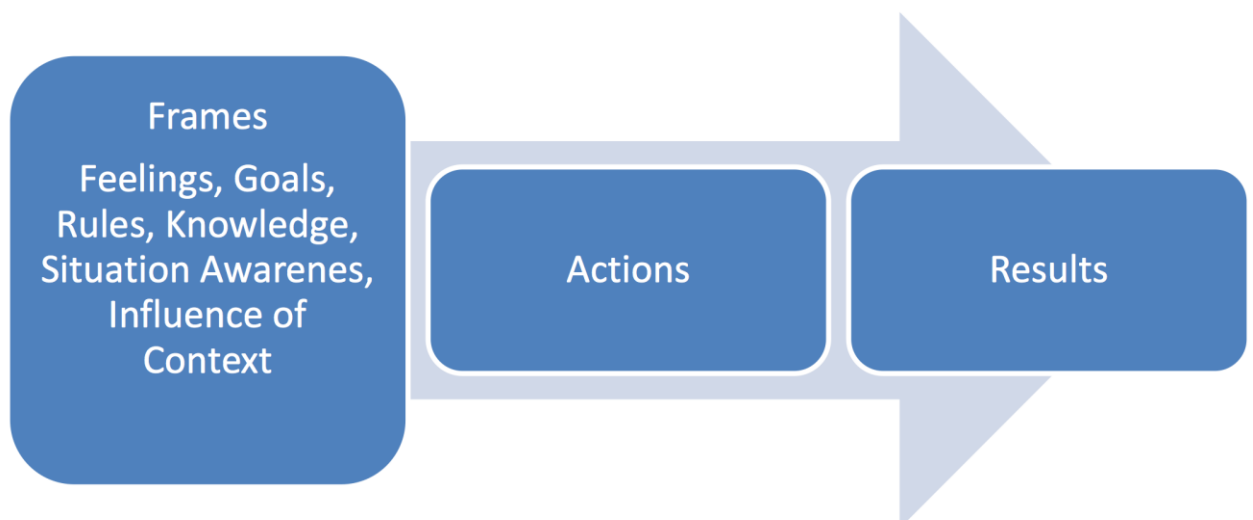 Frames
Feelings, Goals,
Rules, Knowledge,
Situation Awarenes,
Influence of
Context
Actions
Results